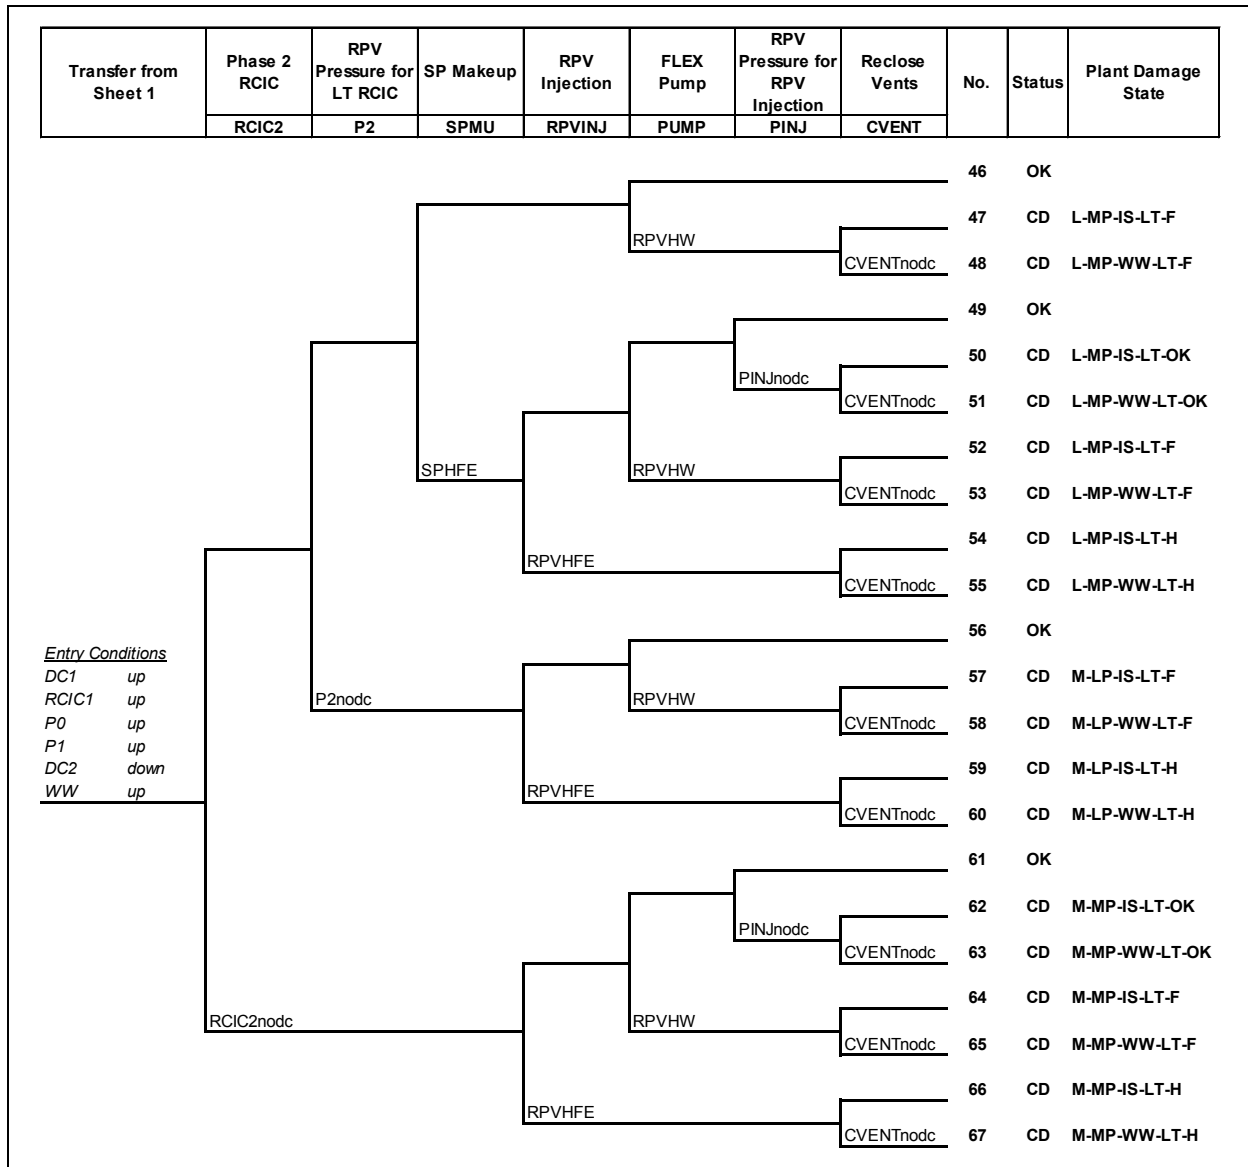 Transfer from
Sheet 1
Phase 2
RCIC
RPV
Pressure for
LT RCIC
SP Makeup
RPV
Injection
FLEX
Pump
RPV
Pressure for
RPV
Injection
Reclose
Vents
No.
Status
Plant Damage
State
RCIC2 P2 SPMU RPVINJ PUMP PINJ CVENT
46 OK
47 CD L-MP-IS-LT-F
RPVHW
CVENTnodc 48 CD L-MP-WW-LT-F
49 OK
50 CD L-MP-IS-LT-OK
PINJnodc
CVENTnodc 51 CD L-MP-WW-LT-OK
52 CD L-MP-IS-LT-F
SPHFE RPVHW
CVENTnodc 53 CD L-MP-WW-LT-F
54 CD L-MP-IS-LT-H
RPVHFE
CVENTnodc 55 CD L-MP-WW-LT-H
56 OK
Entry Conditions
DC1 up
57 CD M-LP-IS-LT-F
RCIC1 up
P2nodc RPVHW
P0 up
CVENTnodc 58 CD M-LP-WW-LT-F
P1 up
DC2 down
59 CD M-LP-IS-LT-H
WW up
RPVHFE
CVENTnodc 60 CD M-LP-WW-LT-H
61 OK
62 CD M-MP-IS-LT-OK
PINJnodc
CVENTnodc 63 CD M-MP-WW-LT-OK
64 CD M-MP-IS-LT-F
RCIC2nodc RPVHW
CVENTnodc 65 CD M-MP-WW-LT-F
66 CD M-MP-IS-LT-H
RPVHFE
CVENTnodc 67 CD M-MP-WW-LT-H